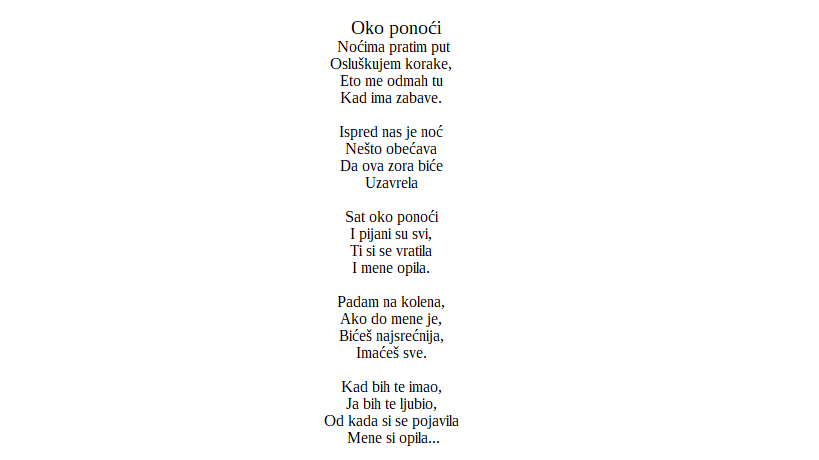 Oko ponoći
Noćima pratim put
Osluškujem korake,
Eto me odmah tu
Kad ima zabave.
Ispred nas je noć
Nešto obećava
Da ova zora biće
Uzavrela
Sat oko ponoći
I pijani su svi,
Ti si se vratila
I mene opila.
Padam na kolena,
Ako do mene je,
Bićeš najsrećnija,
Imaćeš sve.
Kad bih te imao,
Ja bih te ljubio,
Od kada si se pojavila
Mene si opila...